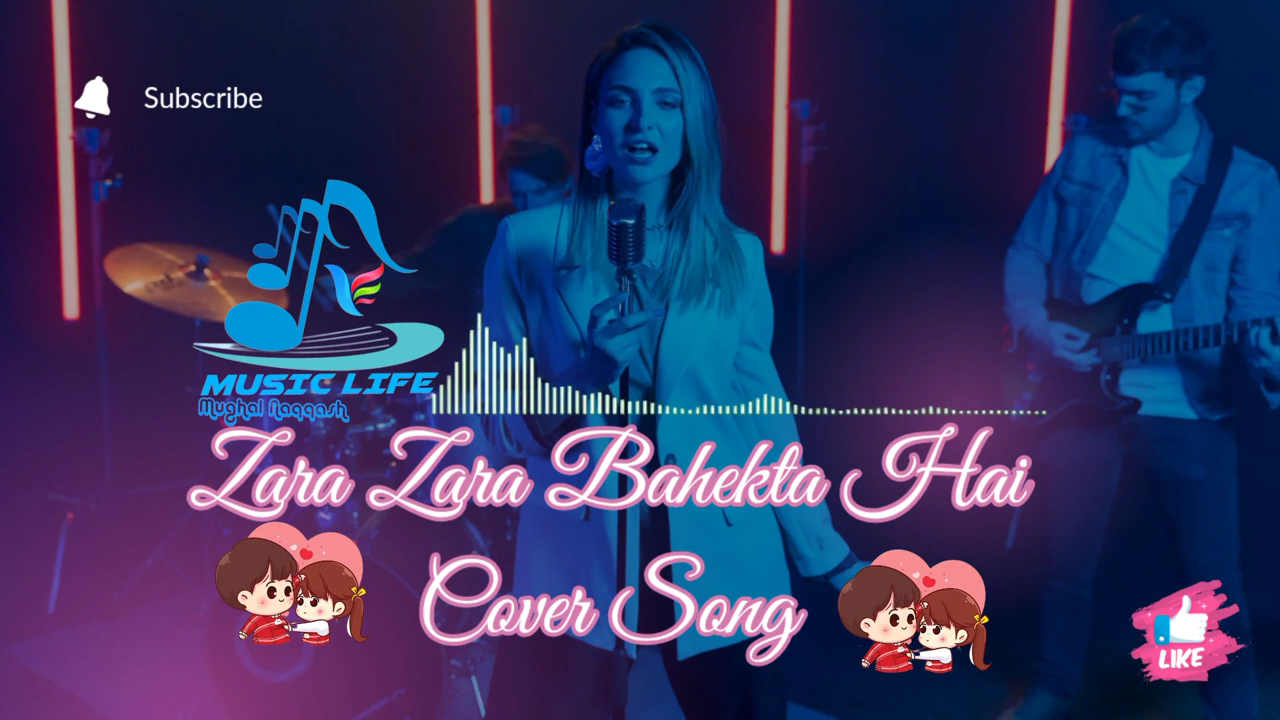 Subscribe
MUSIC LIFE
Mughal Naqqash
Zara Zara Bahekta Hai
Cover Song
LIKE